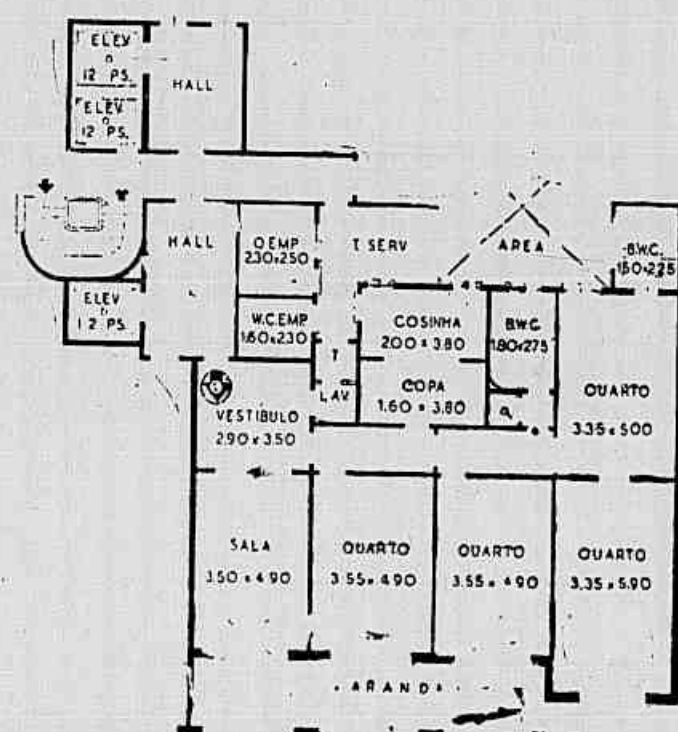 ELEV
12 PS.
ELEV.
12 PS.
HALL
HALL
O EMP
2.30x2.50
T. SERV
AREA
B.W.C.
1.50x2.25
ELEV
12 PS.
W.C.EMP
1.60x2.30
COSINHA
2.00 x 3.80
B.W.C
1.80x2.75
T
LAV
COPA
1.60 x 3.80
QUARTO
3.35 x 5.00
VESTIBULO
2.90 x 3.50
SALA
3.50 x 4.90
QUARTO
3.55 x 4.90
QUARTO
3.55 x 4.90
QUARTO
3.35 x 5.90
ARANDA